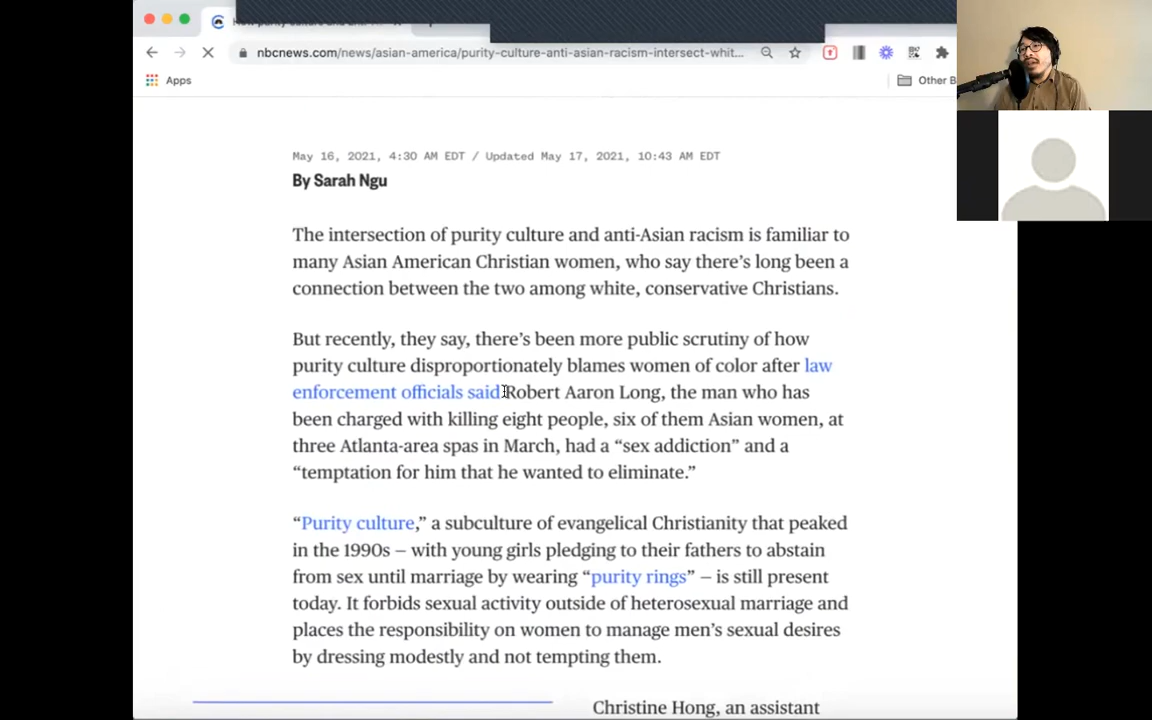 nbcnews.com/news/asian-america/purity-culture-anti-asian-racism-intersect-whit...
Apps
Other B
May 16, 2021, 4:30 AM EDT / Updated May 17, 2021, 10:43 AM EDT
By Sarah Ngu
The intersection of purity culture and anti-Asian racism is familiar to
many Asian American Christian women, who say there’s long been a
connection between the two among white, conservative Christians.
But recently, they say, there’s been more public scrutiny of how
purity culture disproportionately blames women of color after law
enforcement officials said Robert Aaron Long, the man who has
been charged with killing eight people, six of them Asian women, at
three Atlanta-area spas in March, had a “sex addiction” and a
“temptation for him that he wanted to eliminate.”
“Purity culture,” a subculture of evangelical Christianity that peaked
in the 1990s — with young girls pledging to their fathers to abstain
from sex until marriage by wearing “purity rings” — is still present
today. It forbids sexual activity outside of heterosexual marriage and
places the responsibility on women to manage men’s sexual desires
by dressing modestly and not tempting them.
Christine Hong, an assistant